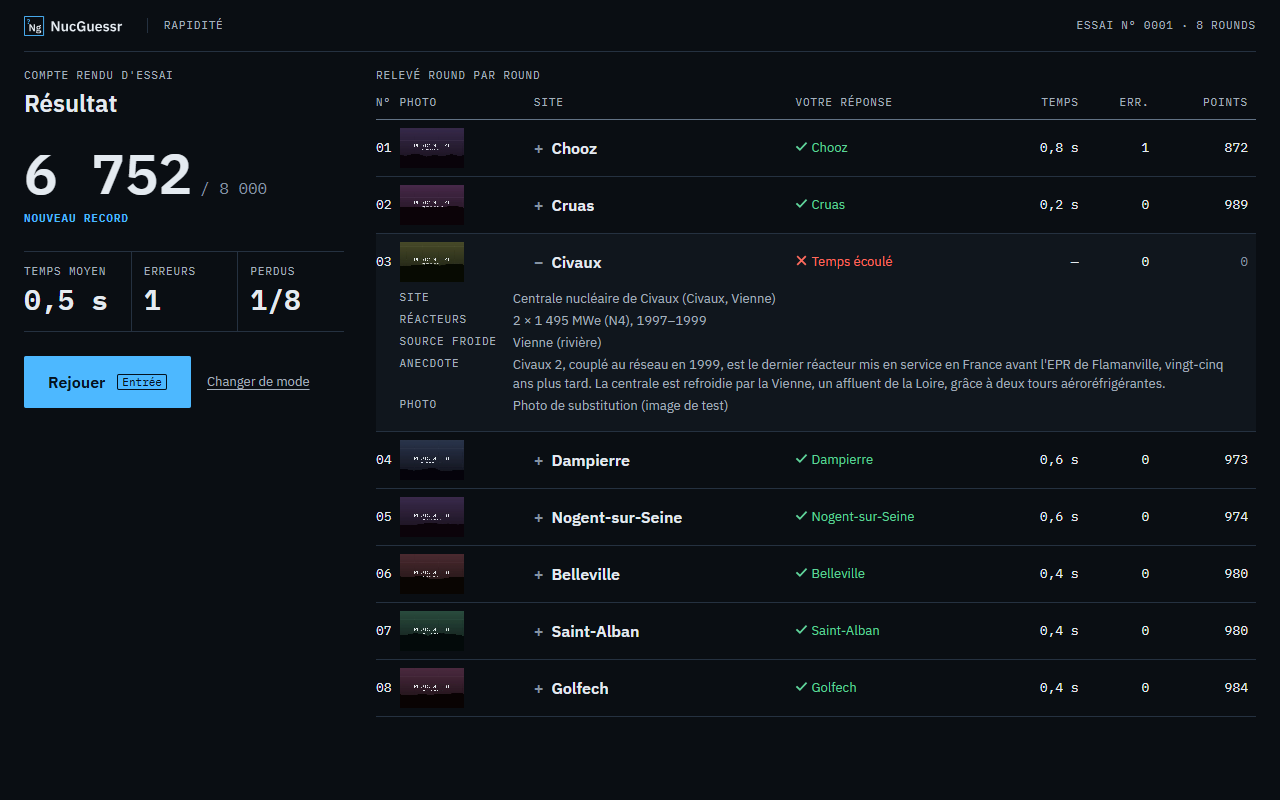 Ng NucGuessr RAPIDITÉ ESSAI N° 0001 · 8 ROUNDS
COMPTE RENDU D'ESSAI
Résultat
6 752 / 8 000
NOUVEAU RECORD
TEMPS MOYEN ERREURS PERDUS
0,5 s 1 1/8
Rejouer Entrée Changer de mode
RELEVÉ ROUND PAR ROUND
N° PHOTO SITE VOTRE RÉPONSE TEMPS ERR. POINTS
01 + Chooz ✓ Chooz 0,8 s 1 872
02 + Cruas ✓ Cruas 0,2 s 0 989
03 − Civaux ✕ Temps écoulé — 0 0
SITE Centrale nucléaire de Civaux (Civaux, Vienne)
RÉACTEURS 2 × 1 495 MWe (N4), 1997–1999
SOURCE FROIDE Vienne (rivière)
ANECDOTE Civaux 2, couplé au réseau en 1999, est le dernier réacteur mis en service en France avant l'EPR de Flamanville, vingt-cinq
ans plus tard. La centrale est refroidie par la Vienne, un affluent de la Loire, grâce à deux tours aéroréfrigérantes.
PHOTO Photo de substitution (image de test)
04 + Dampierre ✓ Dampierre 0,6 s 0 973
05 + Nogent-sur-Seine ✓ Nogent-sur-Seine 0,6 s 0 974
06 + Belleville ✓ Belleville 0,4 s 0 980
07 + Saint-Alban ✓ Saint-Alban 0,4 s 0 980
08 + Golfech ✓ Golfech 0,4 s 0 984